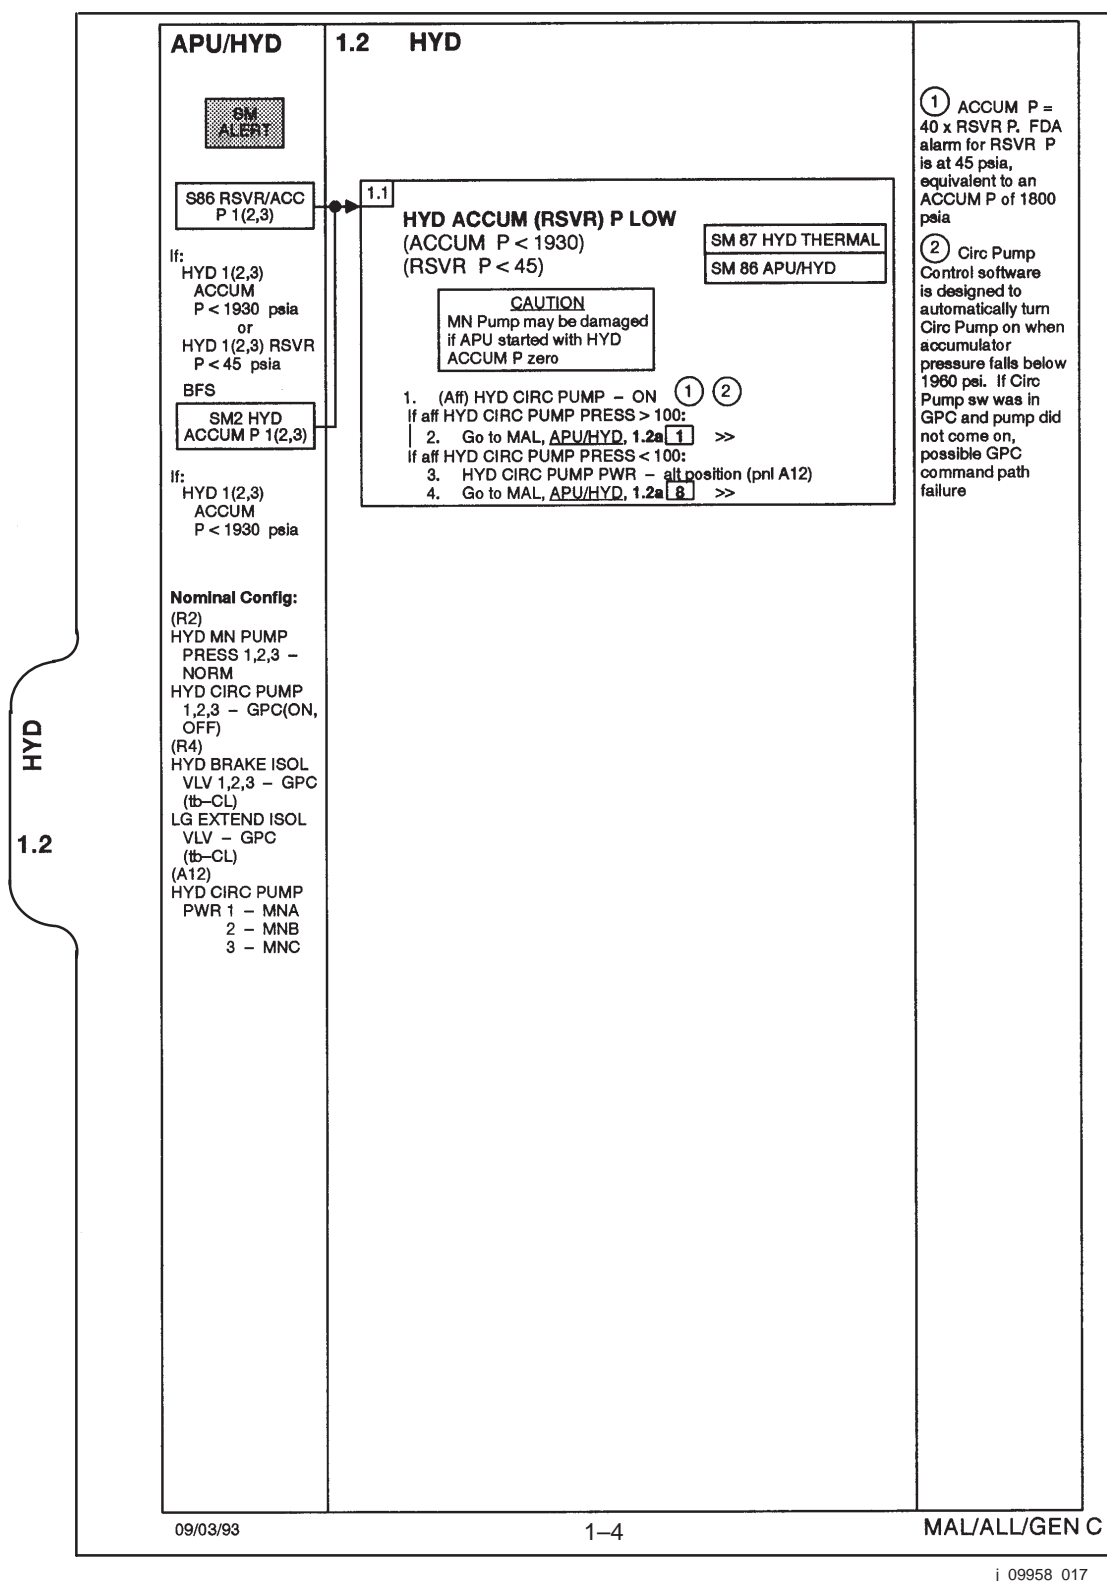 APU/HYD
1.2 HYD
SM
ALERT
S86 RSVR/ACC
P 1(2,3)
If:
HYD 1(2,3)
ACCUM
P < 1930 psia
or
HYD 1(2,3) RSVR
P < 45 psia
BFS
SM2 HYD
ACCUM P 1(2,3)
If:
HYD 1(2,3)
ACCUM
P < 1930 psia
Nominal Config:
(R2)
HYD MN PUMP
PRESS 1,2,3 –
NORM
HYD CIRC PUMP
1,2,3 – GPC(ON,
OFF)
(R4)
HYD BRAKE ISOL
VLV 1,2,3 – GPC
(tb–CL)
LG EXTEND ISOL
VLV – GPC
(tb–CL)
(A12)
HYD CIRC PUMP
PWR 1 – MNA
2 – MNB
3 – MNC
1.1
HYD ACCUM (RSVR) P LOW
(ACCUM P < 1930)
(RSVR P < 45)
SM 87 HYD THERMAL
SM 86 APU/HYD
CAUTION
MN Pump may be damaged
if APU started with HYD
ACCUM P zero
1. (Aff) HYD CIRC PUMP – ON 1 2
If aff HYD CIRC PUMP PRESS > 100:
2. Go to MAL, APU/HYD, 1.2a 1 >>
If aff HYD CIRC PUMP PRESS < 100:
3. HYD CIRC PUMP PWR – alt position (pnl A12)
4. Go to MAL, APU/HYD, 1.2a 8 >>
1 ACCUM P =
40 x RSVR P. FDA
alarm for RSVR P
is at 45 psia,
equivalent to an
ACCUM P of 1800
psia
2 Circ Pump
Control software
is designed to
automatically turn
Circ Pump on when
accumulator
pressure falls below
1960 psi. If Circ
Pump sw was in
GPC and pump did
not come on,
possible GPC
command path
failure
HYD
1.2
09/03/93
1–4
MAL/ALL/GEN C
j_09958_017